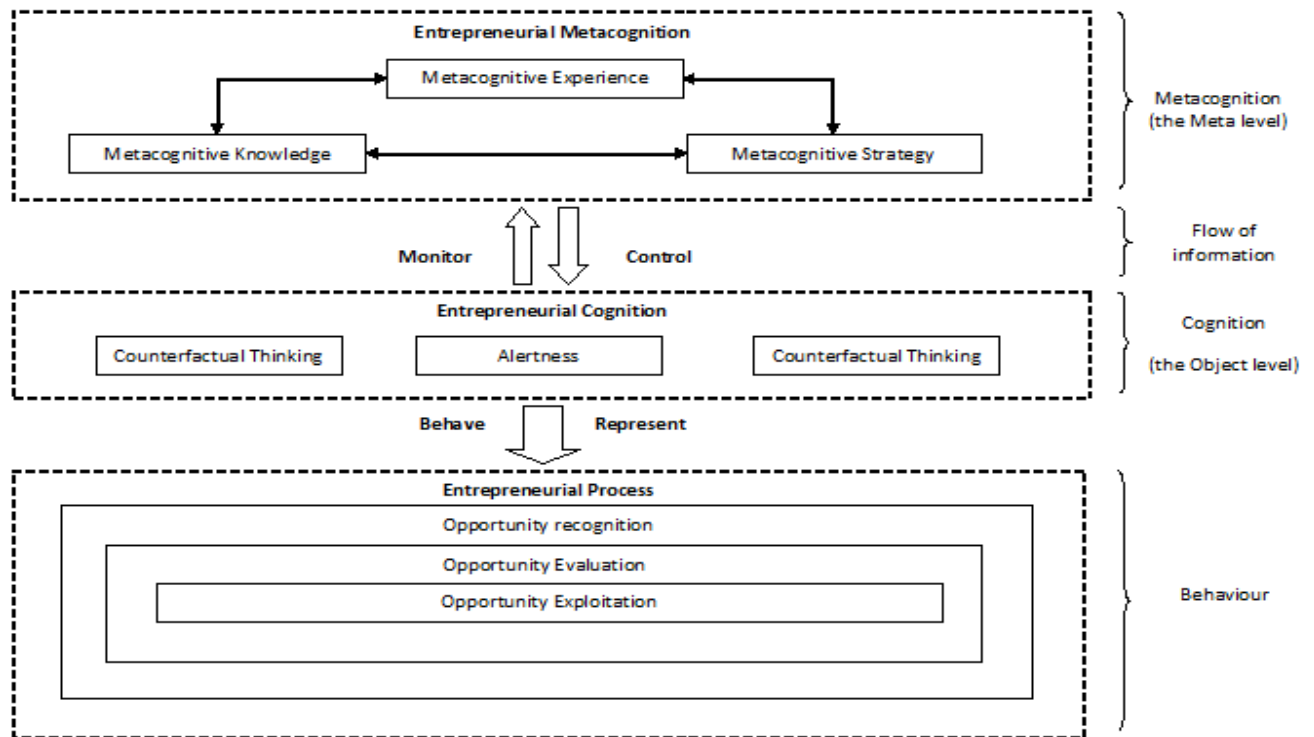 Entrepreneurial Metacognition
Metacognitive Experience
Metacognitive Knowledge
Metacognitive Strategy
Metacognition
(the Meta level)
Monitor
Control
Flow of
information
Entrepreneurial Cognition
Counterfactual Thinking
Alertness
Counterfactual Thinking
Cognition
(the Object level)
Behave
Represent
Entrepreneurial Process
Opportunity recognition
Opportunity Evaluation
Opportunity Exploitation
Behaviour